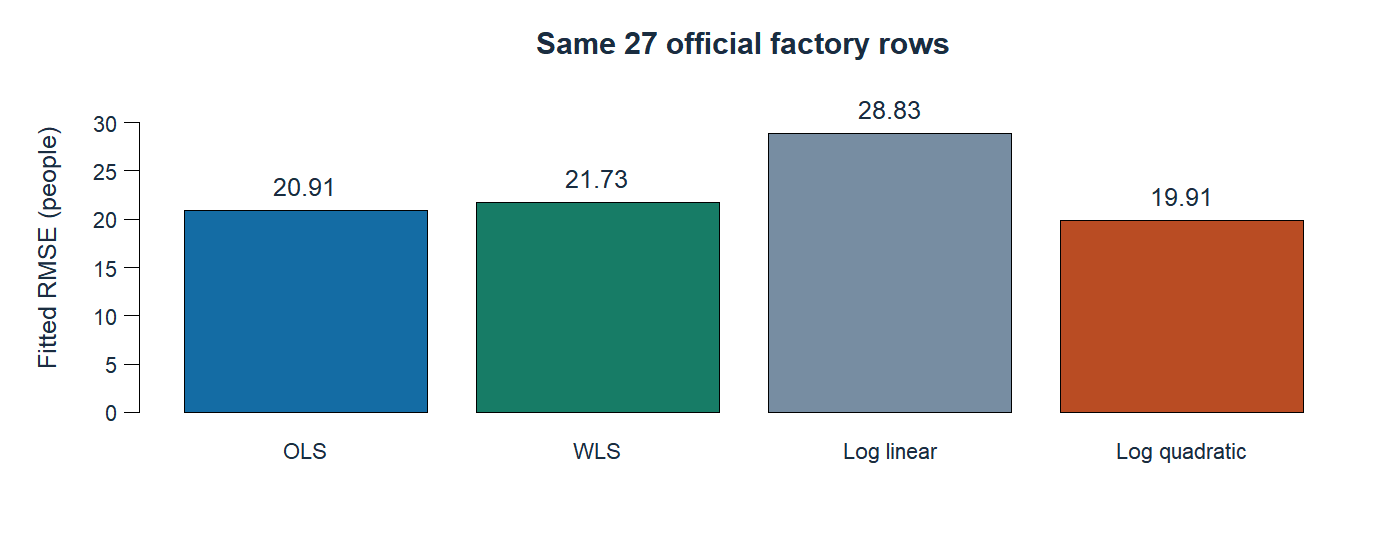 Same 27 official factory rows
Fitted RMSE (people)
30
25
20
15
10
5
0
20.91
21.73
28.83
19.91
OLS
WLS
Log linear
Log quadratic